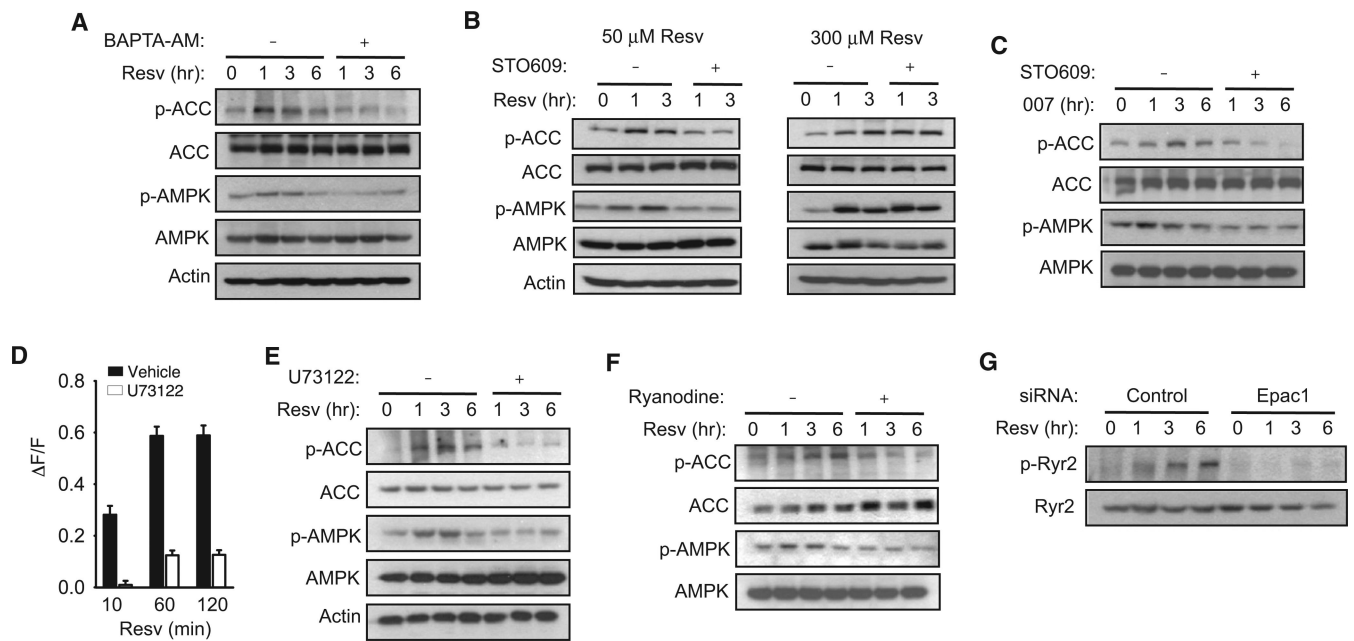 A
BAPTA-AM: - +
Resv (hr): 0 1 3 6 1 3 6
p-ACC
ACC
p-AMPK
AMPK
Actin
B
50 μM Resv 300 μM Resv
STO609: - + - +
Resv (hr): 0 1 3 1 3 0 1 3 1 3
p-ACC
ACC
p-AMPK
AMPK
Actin
C
STO609: - +
007 (hr): 0 1 3 6 1 3 6
p-ACC
ACC
p-AMPK
AMPK
D
Vehicle
U73122
ΔF/F
0.8
0.6
0.4
0.2
0.0
10 60 120
Resv (min)
E
U73122: - +
Resv (hr): 0 1 3 6 1 3 6
p-ACC
ACC
p-AMPK
AMPK
Actin
F
Ryanodine: - +
Resv (hr): 0 1 3 6 1 3 6
p-ACC
ACC
p-AMPK
AMPK
G
siRNA: Control Epac1
Resv (hr): 0 1 3 6 0 1 3 6
p-Ryr2
Ryr2